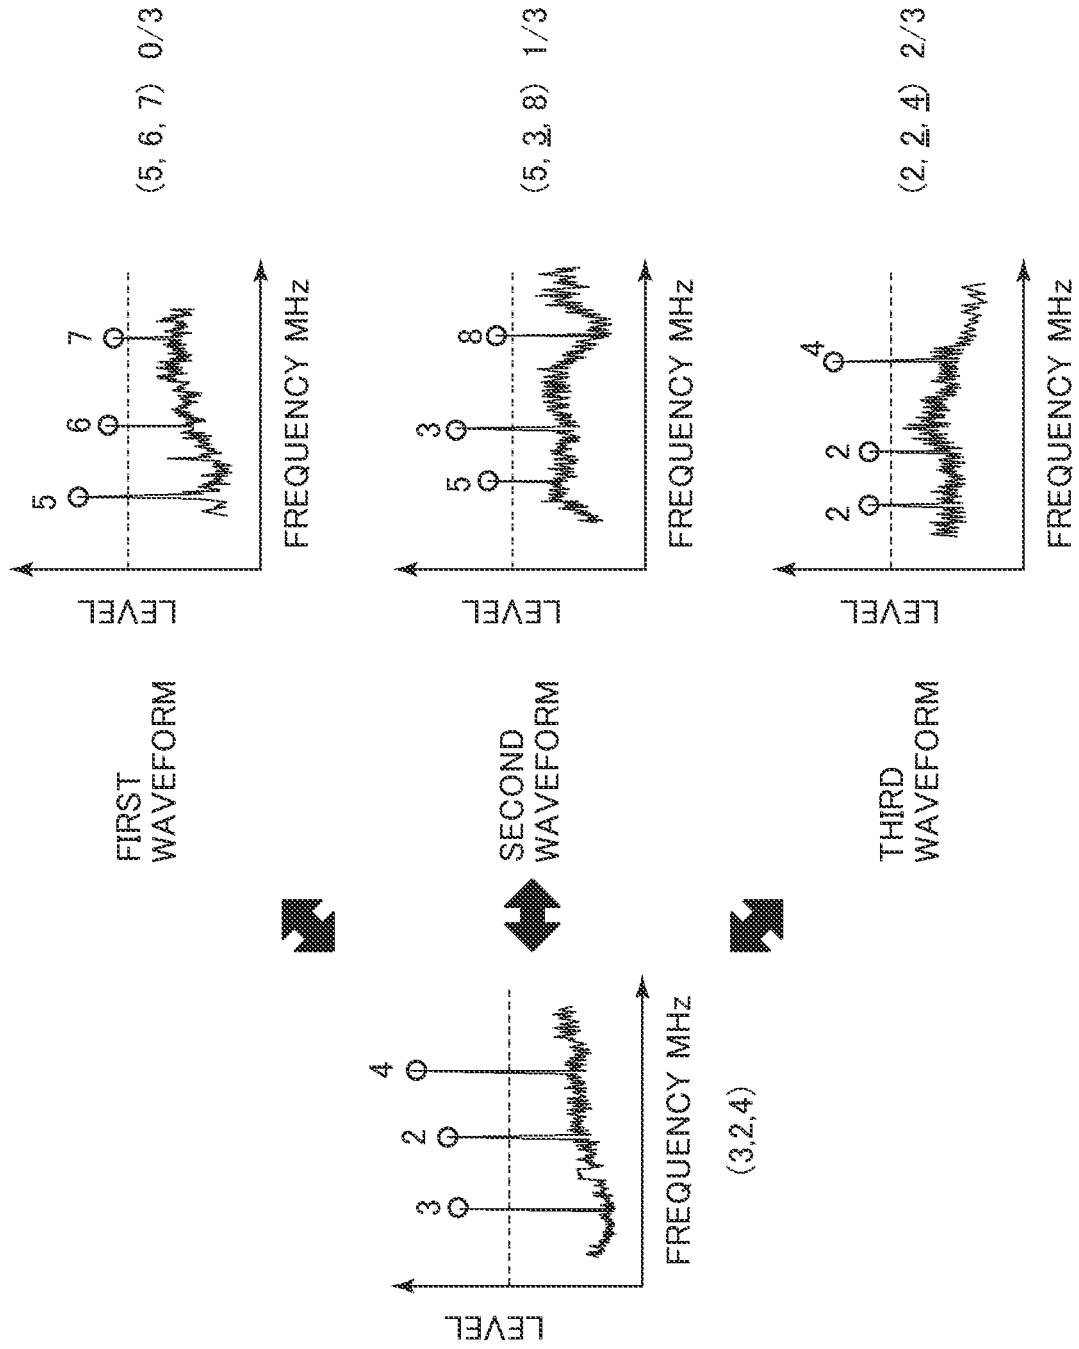 LEVEL
3
2
4
FREQUENCY MHz
(3,2,4)
FIRST
WAVEFORM
LEVEL
5
6
7
FREQUENCY MHz
(5, 6, 7) 0/3
SECOND
WAVEFORM
LEVEL
5
3
8
FREQUENCY MHz
(5, 3, 8) 1/3
THIRD
WAVEFORM
LEVEL
2
2
4
FREQUENCY MHz
(2, 2, 4) 2/3